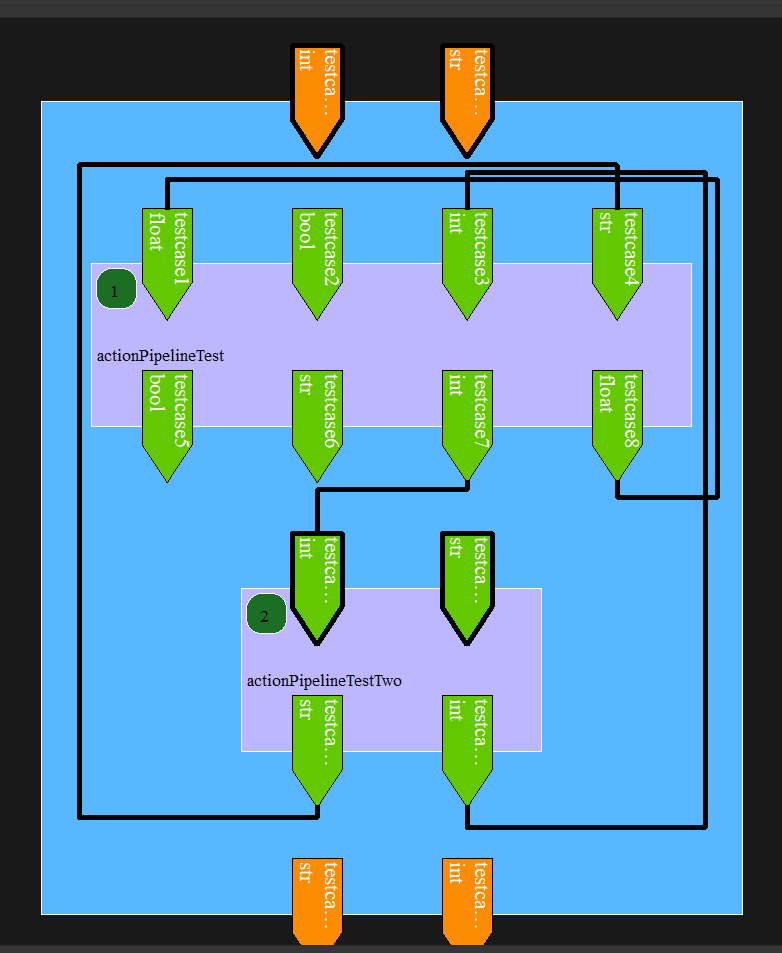 testca...
int
testca...
str
testcase1
float
testcase2
bool
testcase3
int
testcase4
str
1
actionPipelineTest
testcase5
bool
testcase6
str
testcase7
int
testcase8
float
testca...
int
testca...
str
2
actionPipelineTestTwo
testca...
str
testca...
int
testca...
str
testca...
int